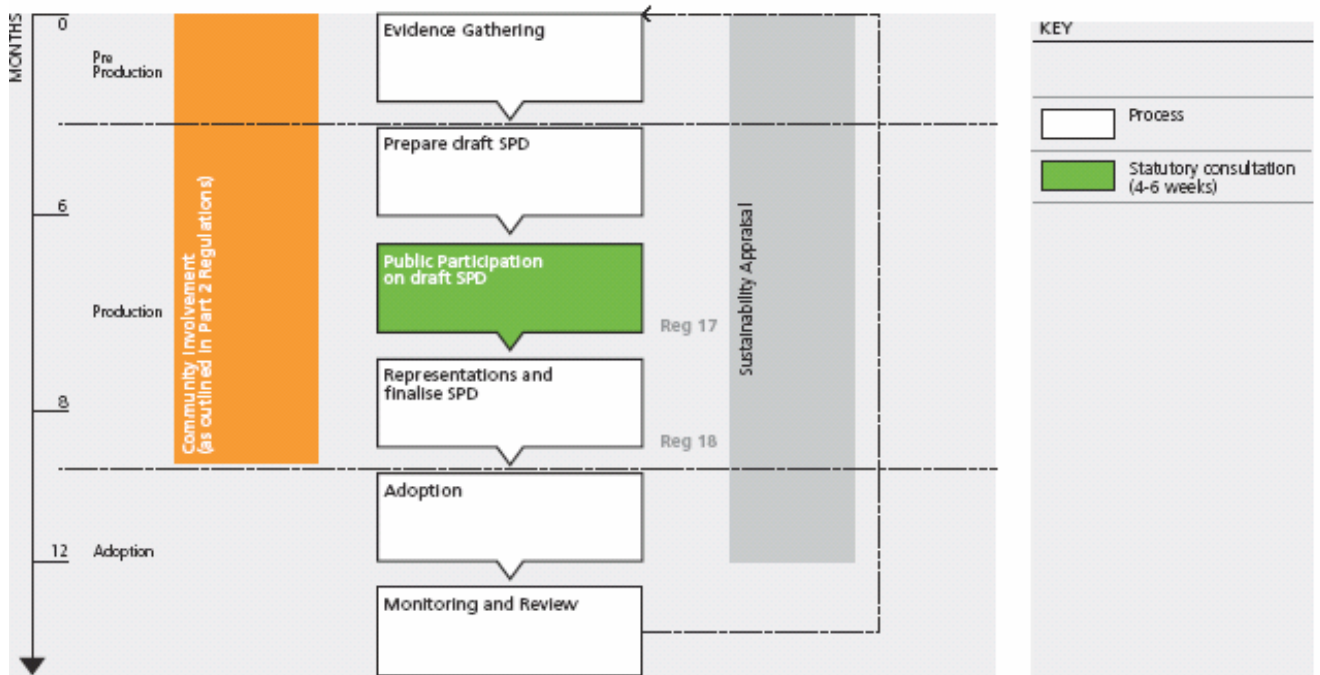 MONTHS
0
Pre
Production
6
Production
8
12
Adoption
Community Involvement
(as outlined in Part 2 Regulations)
Evidence Gathering
Prepare draft SPD
Public Participation
on draft SPD
Reg 17
Representations and
finalise SPD
Reg 18
Adoption
Monitoring and Review
Sustainability Appraisal
KEY
Process
Statutory consultation
(4-6 weeks)